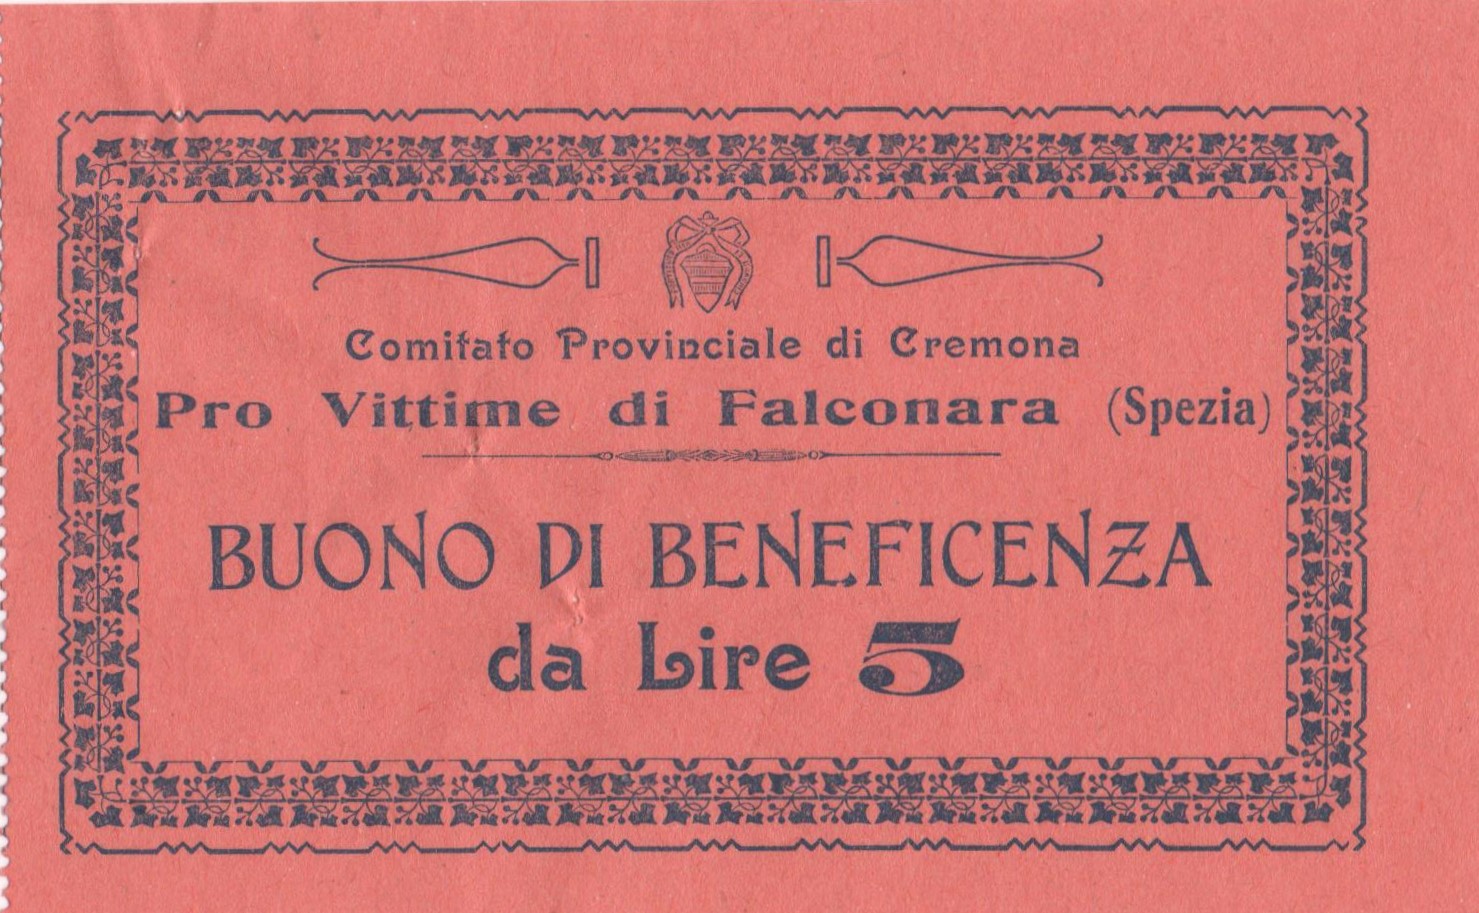 Comitato Provinciale di Cremona
Pro Vittime di Falconara (Spezia)
BUONO DI BENEFICENZA
da Lire 5